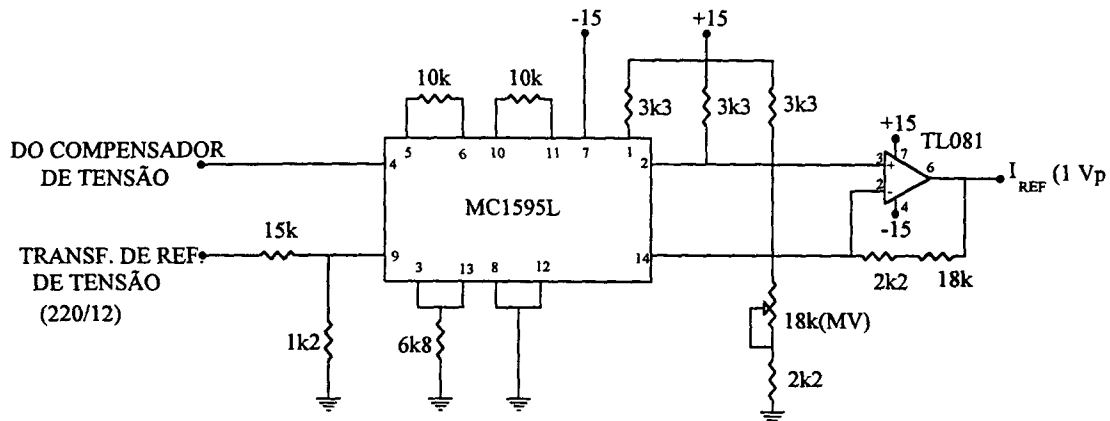 -15
+15
10k
10k
3k3
3k3
3k3
5
6
10
11
7
1
+15
TL081
DO COMPENSADOR
DE TENSÃO
4
2
3
+
7
6
I REF (1 Vp
MC1595L
2
-
4
-15
15k
TRANSF. DE REF.
DE TENSÃO
(220/12)
9
3
13
8
12
14
2k2
18k
1k2
6k8
18k(MV)
2k2